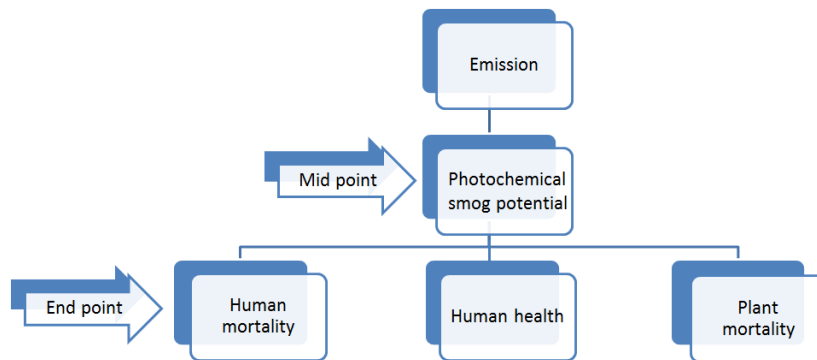 Emission
Mid point
Photochemical
smog potential
End point
Human
mortality
Human health
Plant
mortality